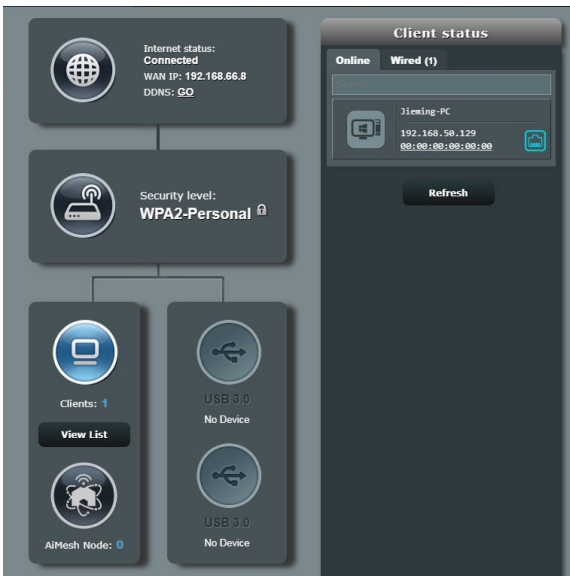 Internet status:
Connected
WAN IP: 192.168.66.8
DDNS: GO
Security level:
WPA2-Personal
Clients: 1
View List
AiMesh Node: 0
USB 3.0
No Device
USB 3.0
No Device
Client status
Online Wired (1)
Search
Jieming-PC
192.168.50.129
00:00:00:00:00:00
Refresh